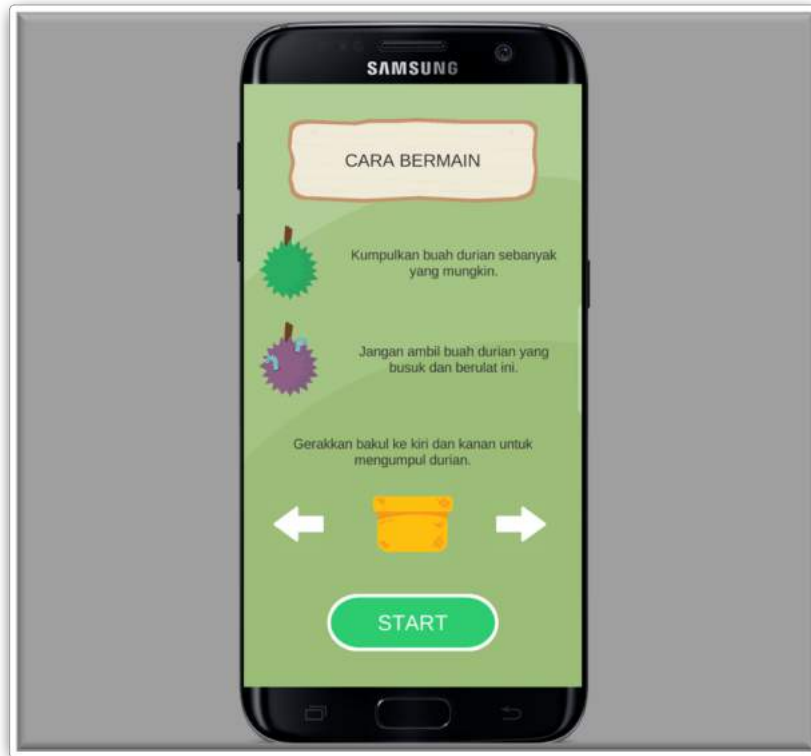 SAMSUNG
CARA BERMAIN
Kumpulkan buah durian sebanyak
yang mungkin.
Jangan ambil buah durian yang
busuk dan berulat ini.
Gerakkan bakul ke kiri dan kanan untuk
mengumpul durian.
START